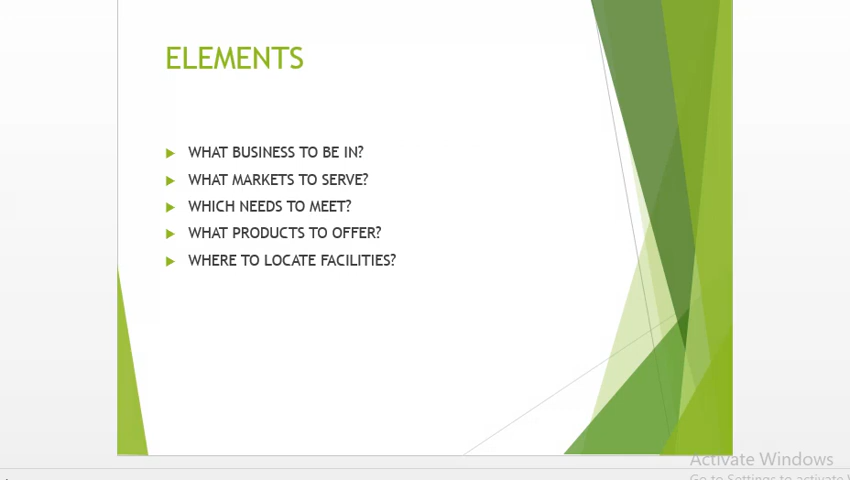 ELEMENTS
WHAT BUSINESS TO BE IN?
WHAT MARKETS TO SERVE?
WHICH NEEDS TO MEET?
WHAT PRODUCTS TO OFFER?
WHERE TO LOCATE FACILITIES?
Activate Windows
Go to Settings to activate W